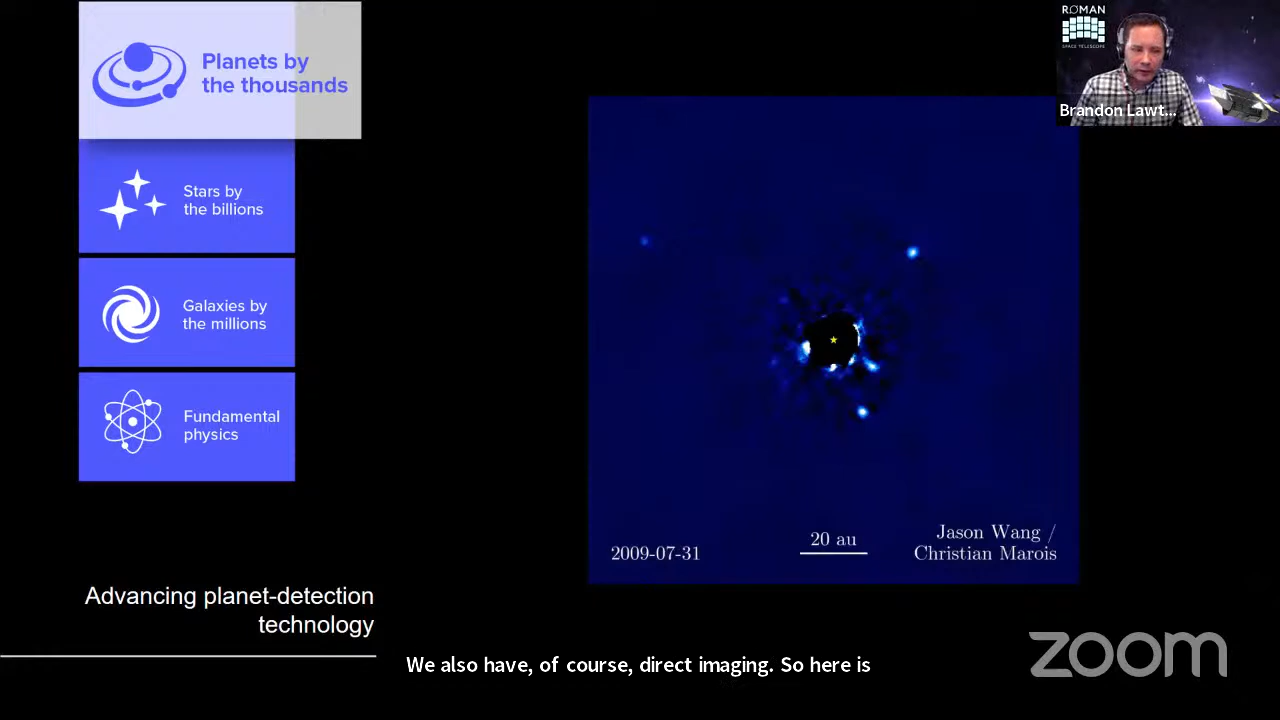 Planets by
the thousands
Stars by
the billions
Galaxies by
the millions
Fundamental
physics
Advancing planet-detection
technology
2009-07-31
20 au
Jason Wang /
Christian Marois
ROMAN
SPACE TELESCOPE
Brandon Lawt...
We also have, of course, direct imaging. So here is
zoom